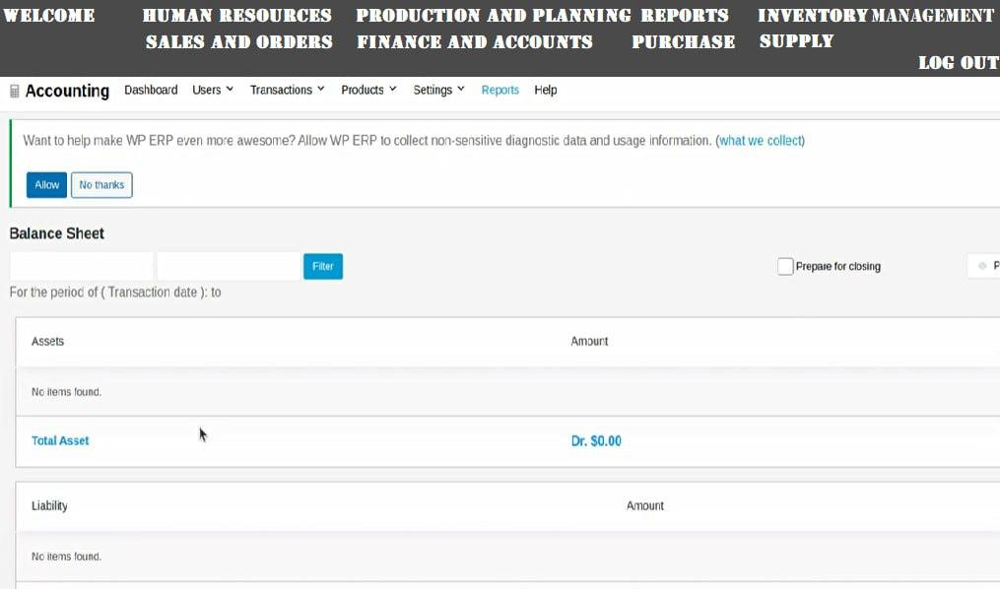 WELCOME HUMAN RESOURCES PRODUCTION AND PLANNING REPORTS INVENTORY MANAGEMENT
SALES AND ORDERS FINANCE AND ACCOUNTS PURCHASE SUPPLY
LOG OUT
Accounting Dashboard Users Transactions Products Settings Reports Help
Want to help make WP ERP even more awesome? Allow WP ERP to collect non-sensitive diagnostic data and usage information. (what we collect)
Allow No thanks
Balance Sheet
Filter Prepare for closing P
For the period of ( Transaction date ): to
Assets Amount
No items found.
Total Asset Dr. $0.00
Liability Amount
No items found.